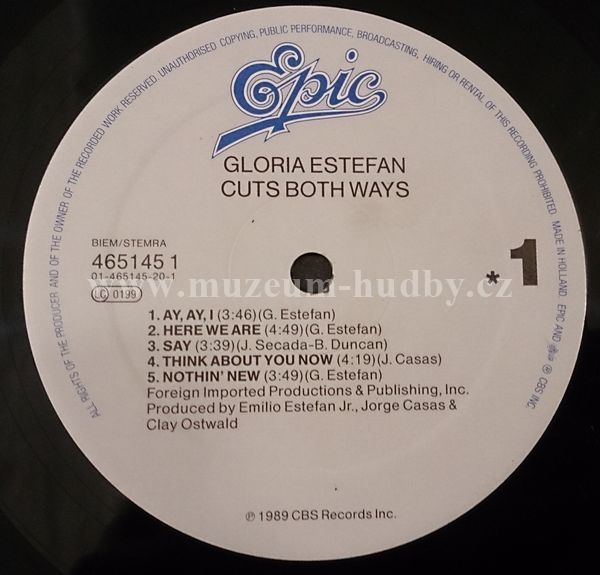 ALL RIGHTS OF THE PRODUCER AND OF THE OWNER OF THE RECORDED WORK RESERVED. UNAUTHORISED COPYING, PUBLIC PERFORMANCE, BROADCASTING, HIRING OR RENTAL OF THIS RECORDING PROHIBITED. MADE IN HOLLAND. EPIC AND ARE ® CBS INC.
Epic
GLORIA ESTEFAN
CUTS BOTH WAYS
BIEM/STEMRA
465145 1
01-465145-20-1
LC 0199
*1
www.muzeum-hudby.cz
1. AY, AY, I (3:46)(G. Estefan)
2. HERE WE ARE (4:49)(G. Estefan)
3. SAY (3:39)(J. Secada-B. Duncan)
4. THINK ABOUT YOU NOW (4:19)(J. Casas)
5. NOTHIN' NEW (3:49)(G. Estefan)
Foreign Imported Productions & Publishing, Inc.
Produced by Emilio Estefan Jr., Jorge Casas &
Clay Ostwald
℗ 1989 CBS Records Inc.